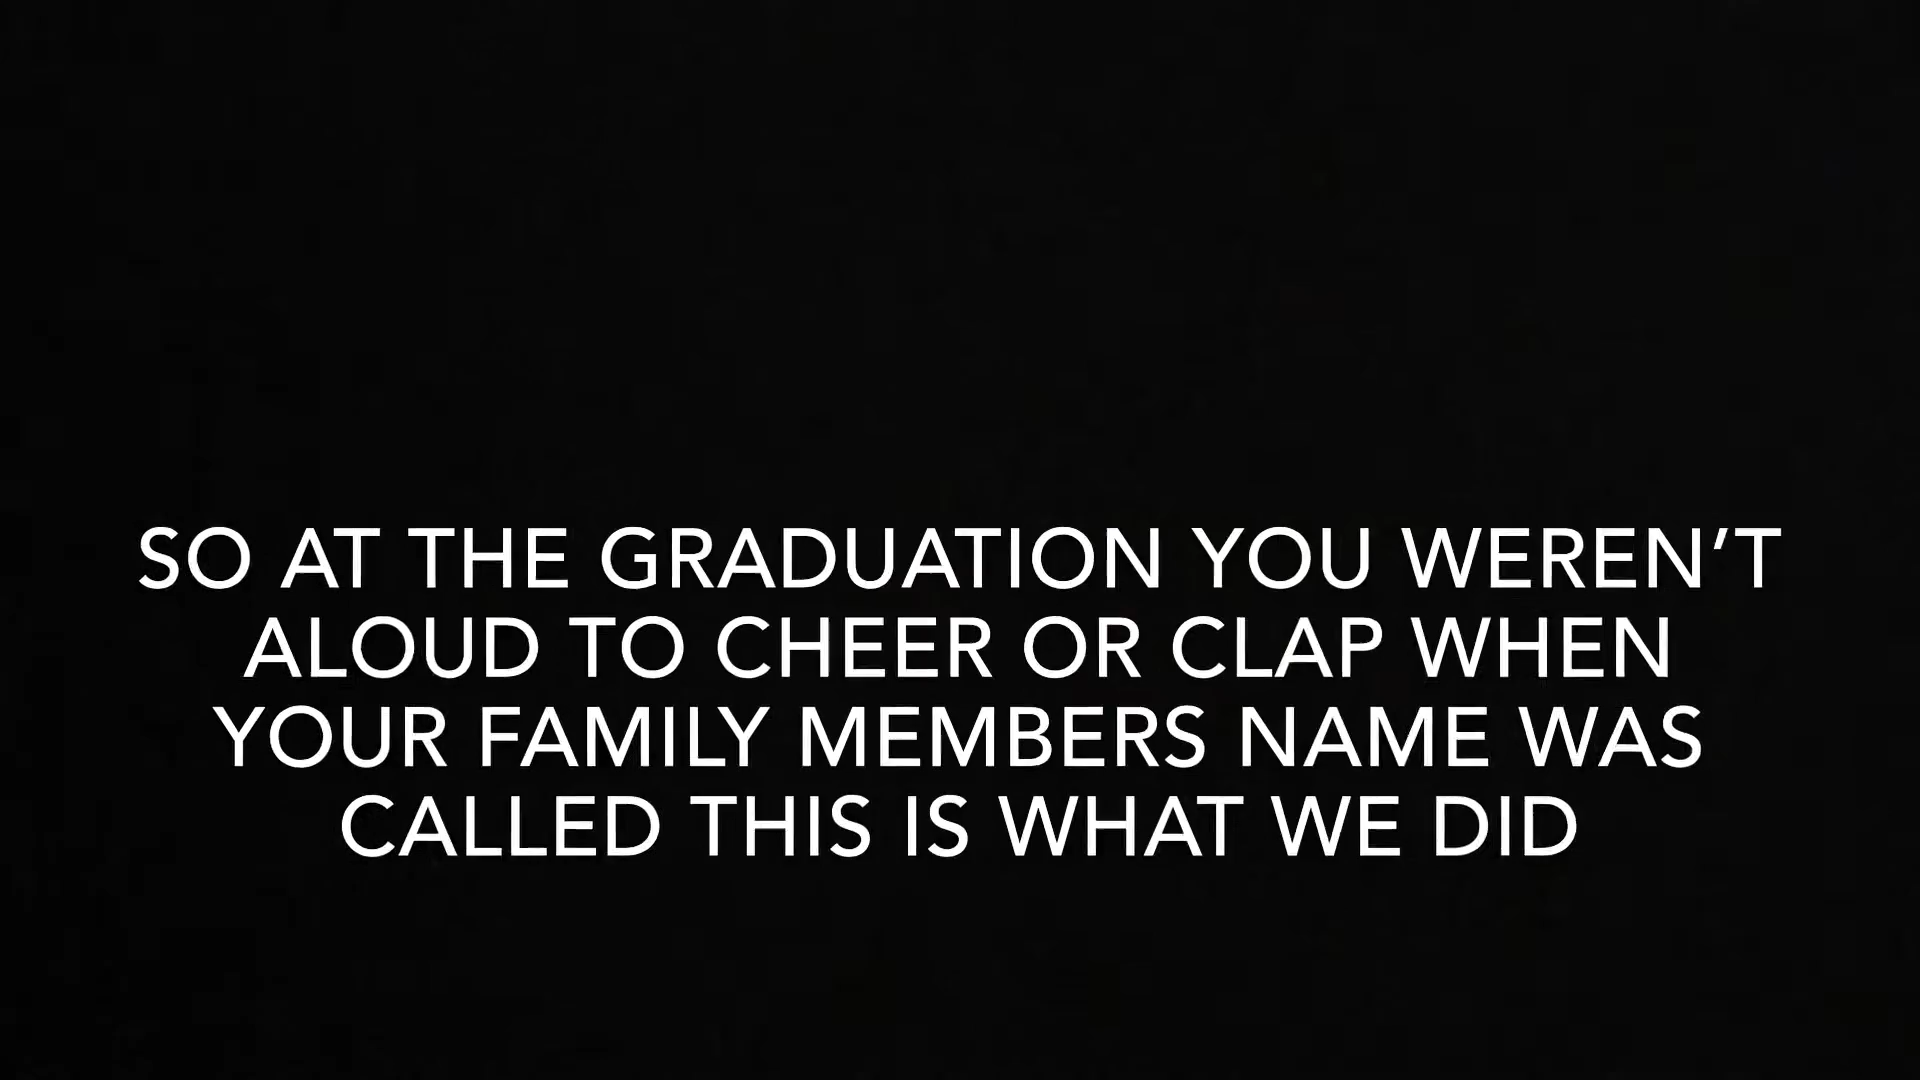 SO AT THE GRADUATION YOU WEREN’T
ALOUD TO CHEER OR CLAP WHEN
YOUR FAMILY MEMBERS NAME WAS
CALLED THIS IS WHAT WE DID